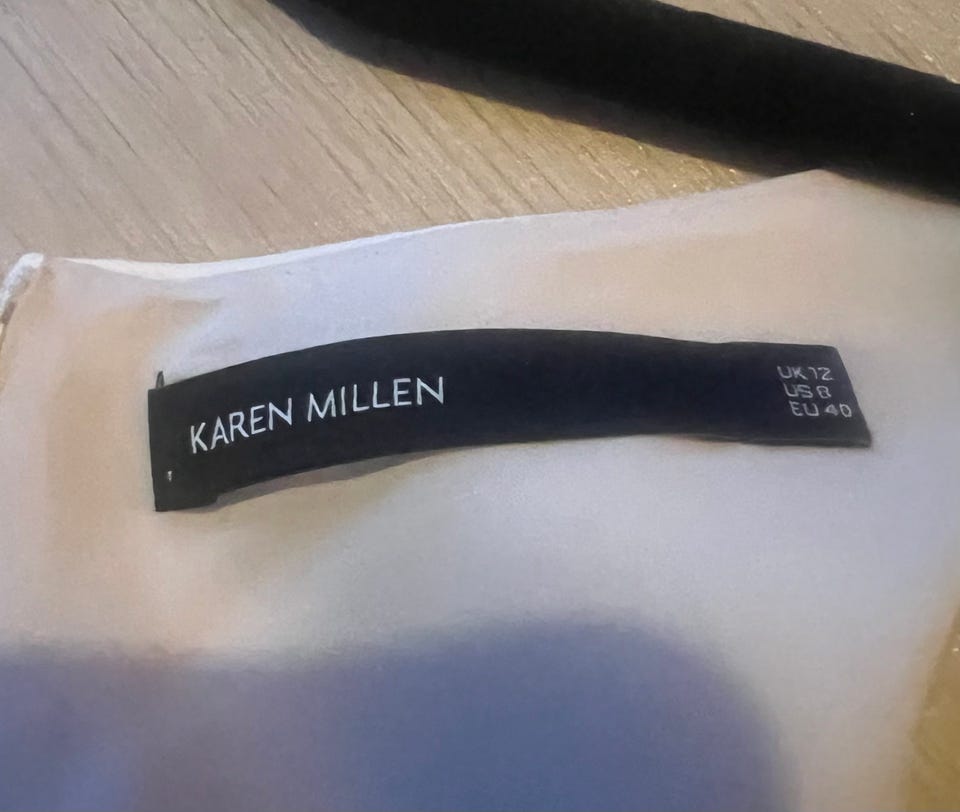 KAREN MILLEN
UK 12
US 8
EU 40